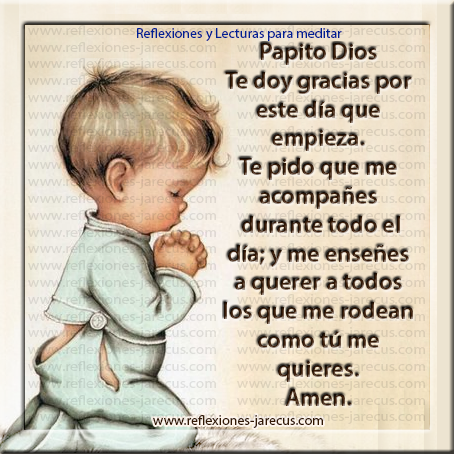 Reflexiones y Lecturas para meditar
Papito Dios
Te doy gracias por
este día que
empieza.
Te pido que me
acompañes
durante todo el
día; y me enseñes
a querer a todos
los que me rodean
como tú me
quieres.
Amen.
www.reflexiones-jarecus.com